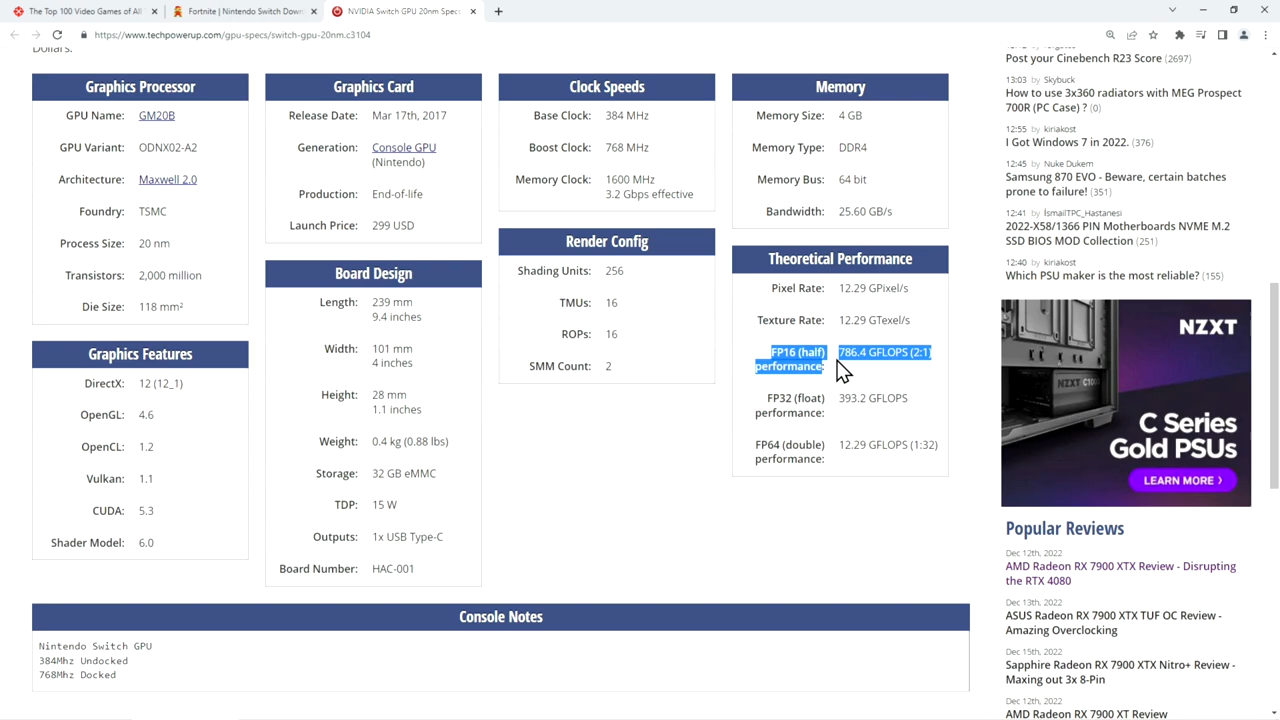 The Top 100 Video Games of All
Fortnite | Nintendo Switch Down
NVIDIA Switch GPU 20nm Specs
https://www.techpowerup.com/gpu-specs/switch-gpu-20nm.c3104
Dollars.
Graphics Processor
GPU Name: GM20B
GPU Variant: ODNX02-A2
Architecture: Maxwell 2.0
Foundry: TSMC
Process Size: 20 nm
Transistors: 2,000 million
Die Size: 118 mm²
Graphics Features
DirectX: 12 (12_1)
OpenGL: 4.6
OpenCL: 1.2
Vulkan: 1.1
CUDA: 5.3
Shader Model: 6.0
Graphics Card
Release Date: Mar 17th, 2017
Generation: Console GPU
(Nintendo)
Production: End-of-life
Launch Price: 299 USD
Board Design
Length: 239 mm
9.4 inches
Width: 101 mm
4 inches
Height: 28 mm
1.1 inches
Weight: 0.4 kg (0.88 lbs)
Storage: 32 GB eMMC
TDP: 15 W
Outputs: 1x USB Type-C
Board Number: HAC-001
Clock Speeds
Base Clock: 384 MHz
Boost Clock: 768 MHz
Memory Clock: 1600 MHz
3.2 Gbps effective
Render Config
Shading Units: 256
TMUs: 16
ROPs: 16
SMM Count: 2
Memory
Memory Size: 4 GB
Memory Type: DDR4
Memory Bus: 64 bit
Bandwidth: 25.60 GB/s
Theoretical Performance
Pixel Rate: 12.29 GPixel/s
Texture Rate: 12.29 GTexel/s
FP16 (half) 786.4 GFLOPS (2:1)
performance:
FP32 (float) 393.2 GFLOPS
performance:
FP64 (double) 12.29 GFLOPS (1:32)
performance:
Console Notes
Nintendo Switch GPU
384Mhz Undocked
768Mhz Docked
Post your Cinebench R23 Score (2697)
13:03 by Skybuck
How to use 3x360 radiators with MEG Prospect
700R (PC Case) ? (0)
12:55 by kiriakost
I Got Windows 7 in 2022. (376)
12:45 by Nuke Dukem
Samsung 870 EVO - Beware, certain batches
prone to failure! (351)
12:41 by İsmailTPC_Hastanesi
2022-X58/1366 PIN Motherboards NVME M.2
SSD BIOS MOD Collection (251)
12:40 by kiriakost
Which PSU maker is the most reliable? (155)
NZXT
NZXT C1000
C Series
Gold PSUs
LEARN MORE >
Popular Reviews
Dec 12th, 2022
AMD Radeon RX 7900 XTX Review - Disrupting
the RTX 4080
Dec 13th, 2022
ASUS Radeon RX 7900 XTX TUF OC Review -
Amazing Overclocking
Dec 15th, 2022
Sapphire Radeon RX 7900 XTX Nitro+ Review -
Maxing out 3x 8-Pin
Dec 12th, 2022
AMD Radeon RX 7900 XT Review